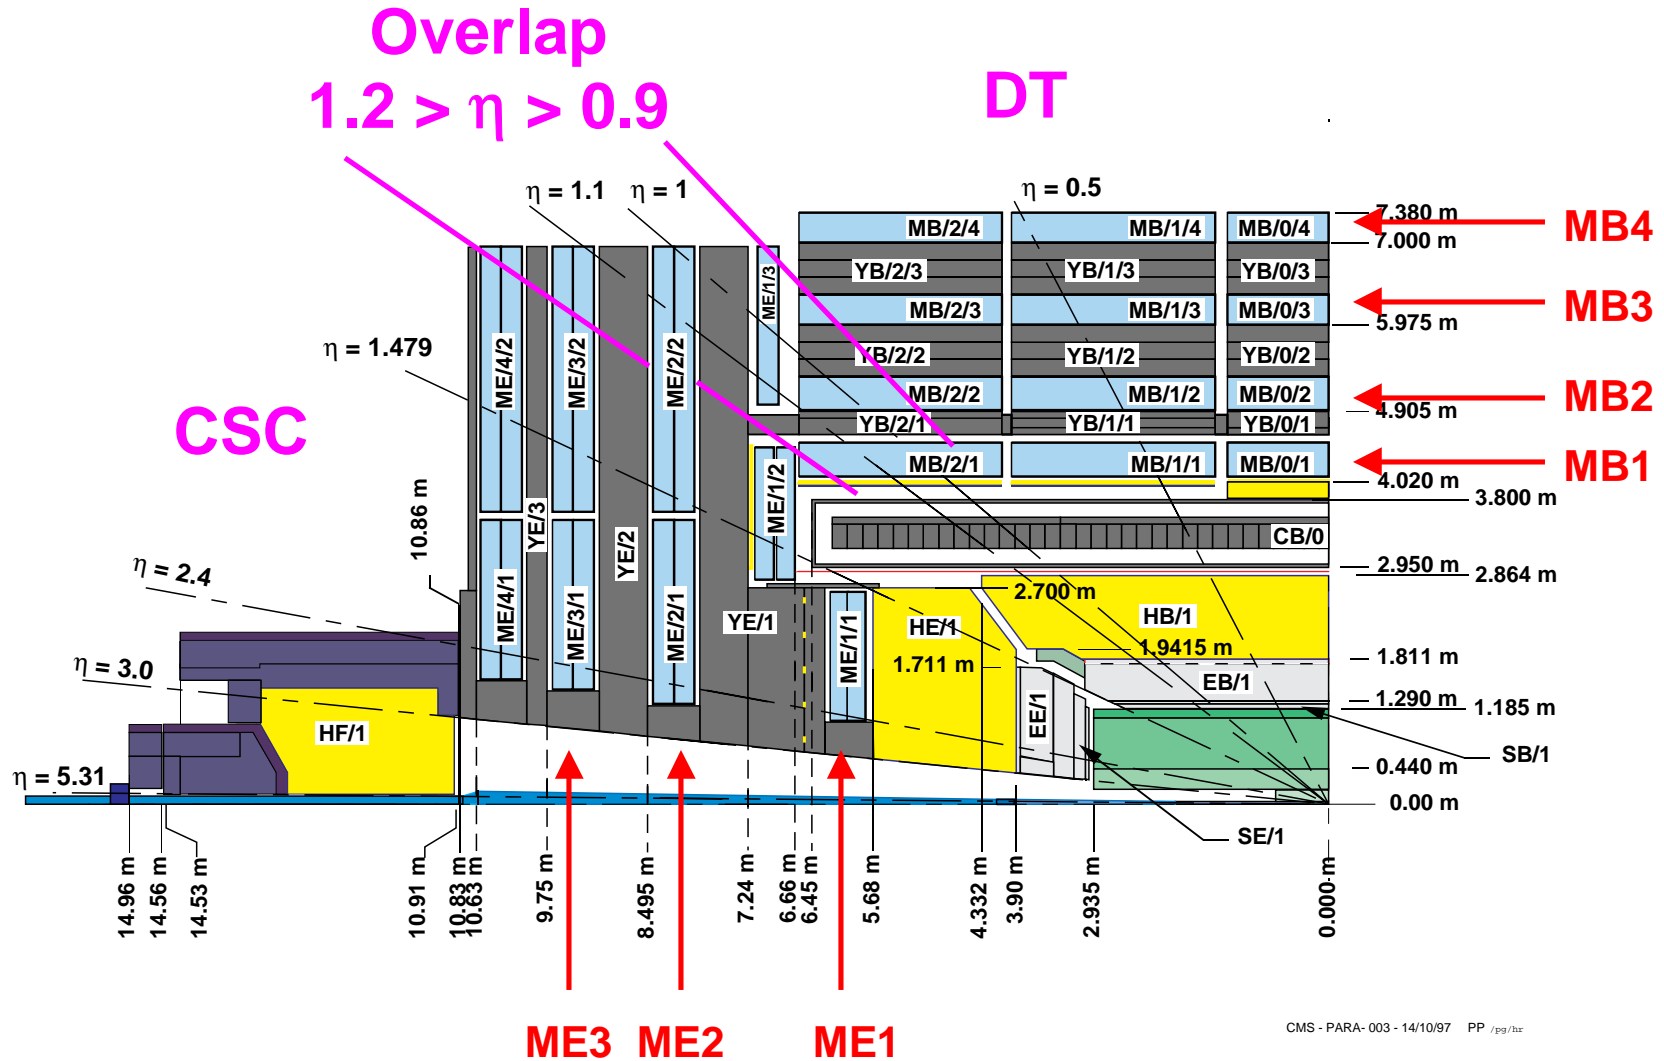 Overlap
1.2 > η > 0.9
DT
η = 1.1
η = 1
η = 0.5
MB/2/4
MB/1/4
MB/0/4
7.380 m
7.000 m
MB4
YB/2/3
YB/1/3
YB/0/3
ME/1/3
MB/2/3
MB/1/3
MB/0/3
5.975 m
MB3
η = 1.479
ME/4/2
ME/3/2
ME/2/2
YB/2/2
YB/1/2
YB/0/2
MB/2/2
MB/1/2
MB/0/2
4.905 m
MB2
CSC
YB/2/1
YB/1/1
YB/0/1
MB/2/1
MB/1/1
MB/0/1
MB1
4.020 m
3.800 m
10.86 m
YE/3
YE/2
ME/1/2
CB/0
2.950 m
2.864 m
η = 2.4
ME/4/1
ME/3/1
ME/2/1
YE/1
ME/1/1
2.700 m
HE/1
HB/1
1.9415 m
η = 3.0
1.711 m
1.811 m
EB/1
1.290 m
1.185 m
HF/1
EE/1
SB/1
η = 5.31
0.440 m
0.00 m
SE/1
14.96 m
14.56 m
14.53 m
10.91 m
10.83 m
10.63 m
9.75 m
8.495 m
7.24 m
6.66 m
6.45 m
5.68 m
4.332 m
3.90 m
2.935 m
0.000 m
ME3
ME2
ME1
CMS - PARA- 003 - 14/10/97 PP /pg/hr